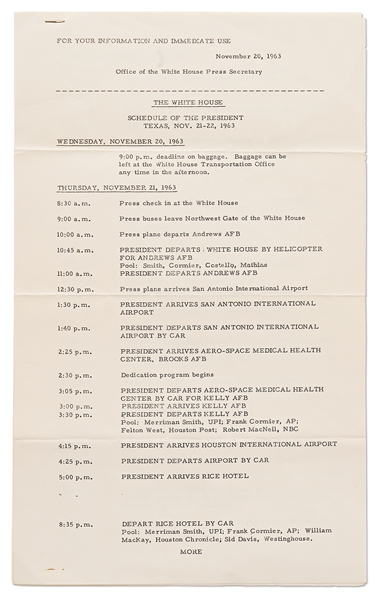 FOR YOUR INFORMATION AND IMMEDIATE USE
November 20, 1963
Office of the White House Press Secretary
THE WHITE HOUSE
SCHEDULE OF THE PRESIDENT
TEXAS, NOV. 21-22, 1963
WEDNESDAY, NOVEMBER 20, 1963
9:00 p.m. deadline on baggage. Baggage can be
left at the White House Transportation Office
any time in the afternoon.
THURSDAY, NOVEMBER 21, 1963
8:30 a.m. Press check in at the White House
9:00 a.m. Press buses leave Northwest Gate of the White House
10:00 a.m. Press plane departs Andrews AFB
10:45 a.m. PRESIDENT DEPARTS WHITE HOUSE BY HELICOPTER
FOR ANDREWS AFB
Pool: Smith, Cormier, Costello, Mathias
11:00 a.m. PRESIDENT DEPARTS ANDREWS AFB
12:30 p.m. Press plane arrives San Antonio International Airport
1:30 p.m. PRESIDENT ARRIVES SAN ANTONIO INTERNATIONAL
AIRPORT
1:40 p.m. PRESIDENT DEPARTS SAN ANTONIO INTERNATIONAL
AIRPORT BY CAR
2:25 p.m. PRESIDENT ARRIVES AERO-SPACE MEDICAL HEALTH
CENTER, BROOKS AFB
2:30 p.m. Dedication program begins
3:05 p.m. PRESIDENT DEPARTS AERO-SPACE MEDICAL HEALTH
CENTER BY CAR FOR KELLY AFB
3:00 p.m. PRESIDENT ARRIVES KELLY AFB
3:30 p.m. PRESIDENT DEPARTS KELLY AFB
Pool: Merriman Smith, UPI; Frank Cormier, AP;
Felton West, Houston Post; Robert MacNeil, NBC
4:15 p.m. PRESIDENT ARRIVES HOUSTON INTERNATIONAL AIRPORT
4:25 p.m. PRESIDENT DEPARTS AIRPORT BY CAR
5:00 p.m. PRESIDENT ARRIVES RICE HOTEL
8:35 p.m. DEPART RICE HOTEL BY CAR
Pool: Merriman Smith, UPI; Frank Cormier, AP; William
MacKay, Houston Chronicle; Sid Davis, Westinghouse.
MORE